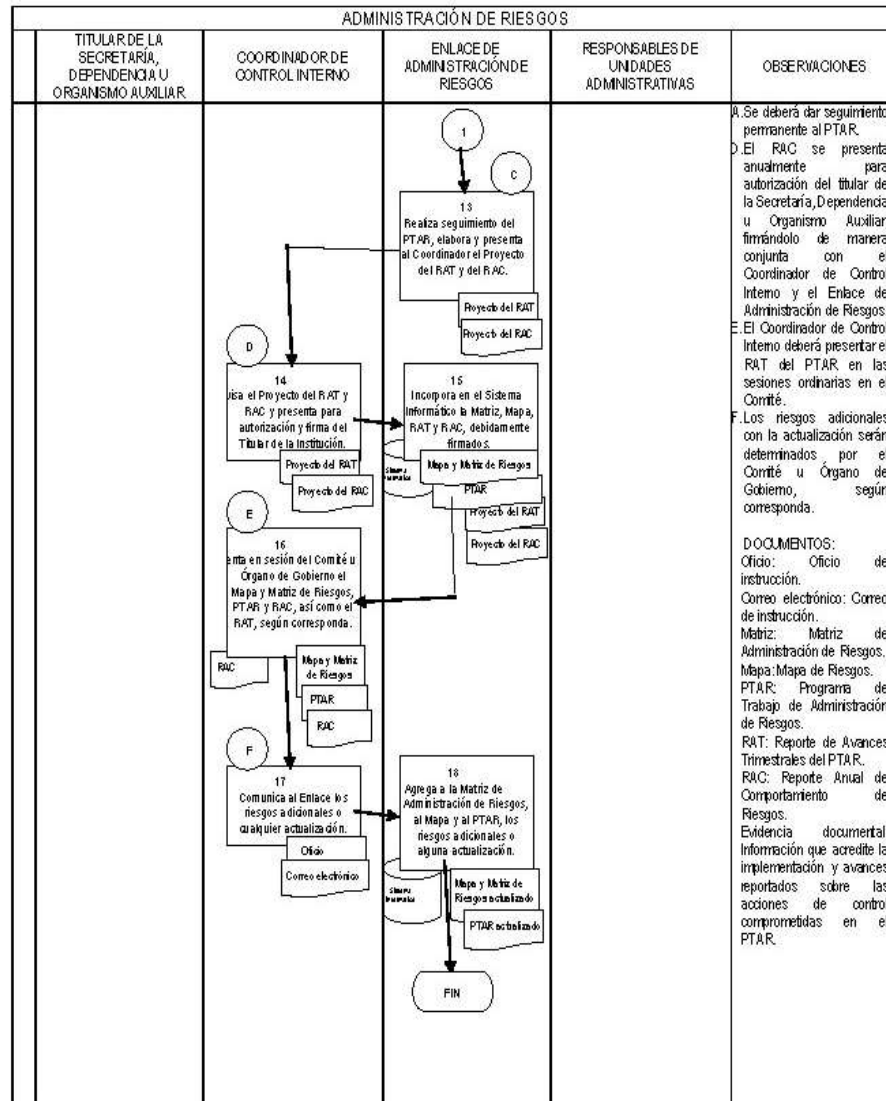 ADMINISTRACIÓN DE RIESGOS
TITULAR DE LA
SECRETARÍA,
DEPENDENCIA U
ORGANISMO AUXILIAR
COORDINADOR DE
CONTROL INTERNO
ENLACE DE
ADMINISTRACIÓN DE
RIESGOS
RESPONSABLES DE
UNIDADES
ADMINISTRATIVAS
OBSERVACIONES
1
C
13
Realiza seguimiento del
PTAR, elabora y presenta
al Coordinador el Proyecto
del RAT y del RAC.
Proyecto del RAT
Proyecto del RAC
D
14
visa el Proyecto del RAT y
RAC y presenta para
autorización y firma del
Titular de la Institución.
Proyecto del RAT
Proyecto del RAC
15
Incorpora en el Sistema
Informático la Matriz, Mapa,
RAT y RAC, debidamente
firmados.
Mapa y Matriz de Riesgos
PTAR
Proyecto del RAT
Proyecto del RAC
E
16
enta en sesión del Comité u
Órgano de Gobierno el
Mapa y Matriz de Riesgos,
PTAR y RAC, así como el
RAT, según corresponda.
RAC
Mapa y Matriz
de Riesgos
PTAR
RAC
F
17
Comunica al Enlace los
riesgos adicionales o
cualquier actualización.
Oficio
Correo electrónico
18
Agrega a la Matriz de
Administración de Riesgos,
al Mapa y al PTAR, los
riesgos adicionales o
alguna actualización.
Mapa y Matriz de
Riesgos actualizado
PTAR actualizado
FIN
A.Se deberá dar seguimiento
permanente al PTAR.
D.El RAC se presenta
anualmente para
autorización del titular de
la Secretaría, Dependencia
u Organismo Auxiliar
firmándolo de manera
conjunta con el
Coordinador de Control
Interno y el Enlace de
Administración de Riesgos.
E.El Coordinador de Control
Interno deberá presentar el
RAT del PTAR en las
sesiones ordinarias en el
Comité.
F.Los riesgos adicionales
con la actualización serán
determinados por el
Comité u Órgano de
Gobierno, según
corresponda.
DOCUMENTOS:
Oficio: Oficio de
instrucción.
Correo electrónico: Correo
de instrucción.
Matriz: Matriz de
Administración de Riesgos.
Mapa:Mapa de Riesgos.
PTAR: Programa de
Trabajo de Administración
de Riesgos.
RAT: Reporte de Avances
Trimestrales del PTAR.
RAC: Reporte Anual de
Comportamiento de
Riesgos.
Evidencia documental:
Información que acredite la
implementación y avances
reportados sobre las
acciones de control
comprometidas en el
PTAR.